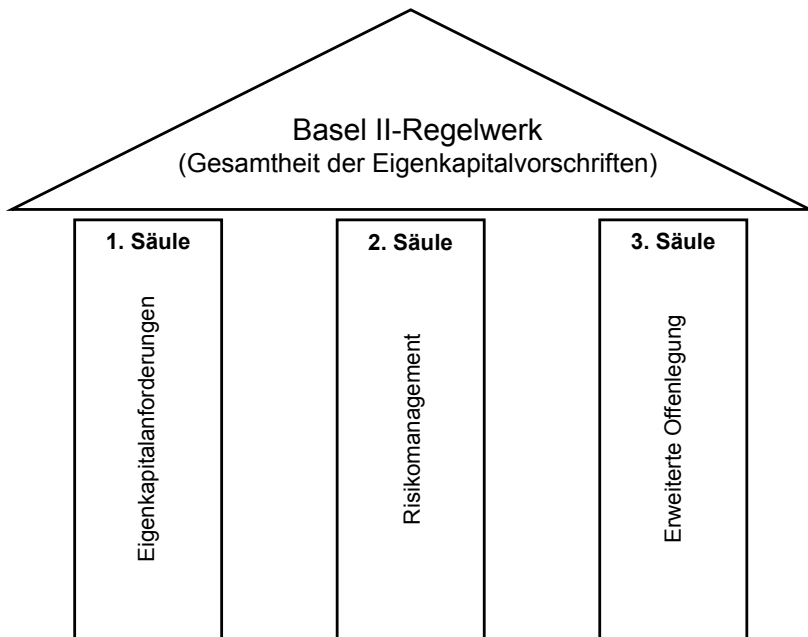 Basel II-Regelwerk
(Gesamtheit der Eigenkapitalvorschriften)
1. Säule
Eigenkapitalanforderungen
2. Säule
Risikomanagement
3. Säule
Erweiterte Offenlegung